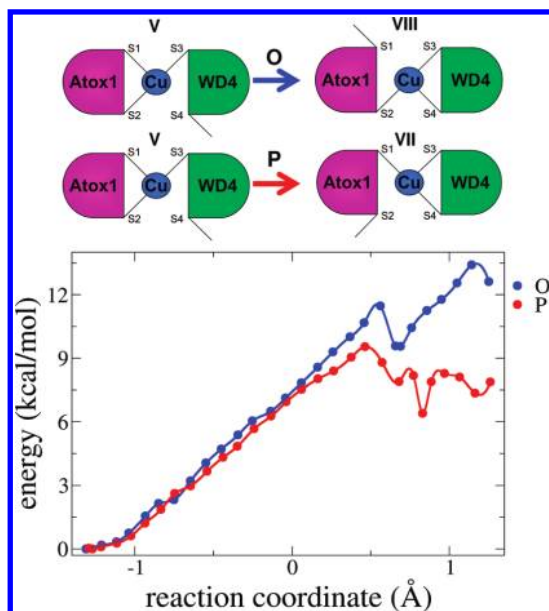 V
VIII
S1 S3 O S1 S3
Atox1 Cu WD4 Atox1 Cu WD4
S2 S4 S2 S4
V
VII
S1 S3 P S1 S3
Atox1 Cu WD4 Atox1 Cu WD4
S2 S4 S2 S4
O
P
12
9
6
3
0
energy (kcal/mol)
-1 0 1
reaction coordinate (Å)